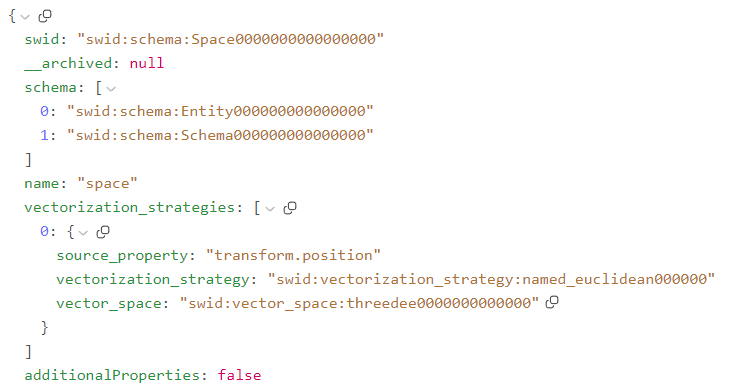 {
swid: "swid:schema:Space0000000000000000"
__archived: null
schema: [
0: "swid:schema:Entity000000000000000"
1: "swid:schema:Schema000000000000000"
]
name: "space"
vectorization_strategies: [
0: {
source_property: "transform.position"
vectorization_strategy: "swid:vectorization_strategy:named_euclidean000000"
vector_space: "swid:vector_space:threedee0000000000000"
}
]
additionalProperties: false